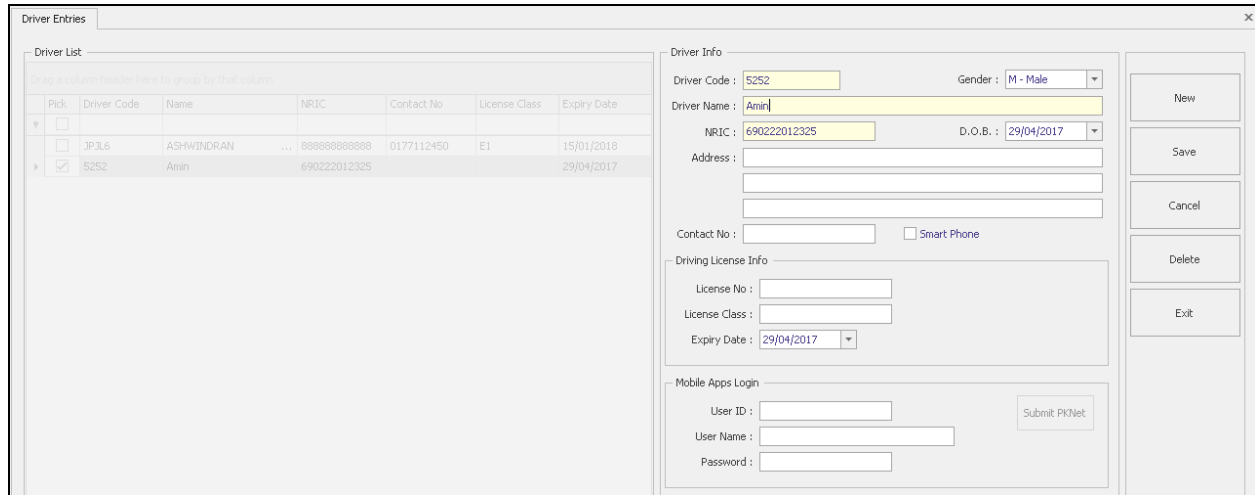 Driver Entries
Driver List
Drag a column header here to group by that column
Pick Driver Code Name NRIC Contact No License Class Expiry Date
JPJL6 ASHWINDRAN ... 888888888888 0177112450 E1 15/01/2018
5252 Amin 690222012325 29/04/2017
Driver Info
Driver Code : 5252 Gender : M - Male
Driver Name : Amin
NRIC : 690222012325 D.O.B. : 29/04/2017
Address :
Contact No : Smart Phone
Driving License Info
License No :
License Class :
Expiry Date : 29/04/2017
Mobile Apps Login
User ID : Submit PKNet
User Name :
Password :
New
Save
Cancel
Delete
Exit